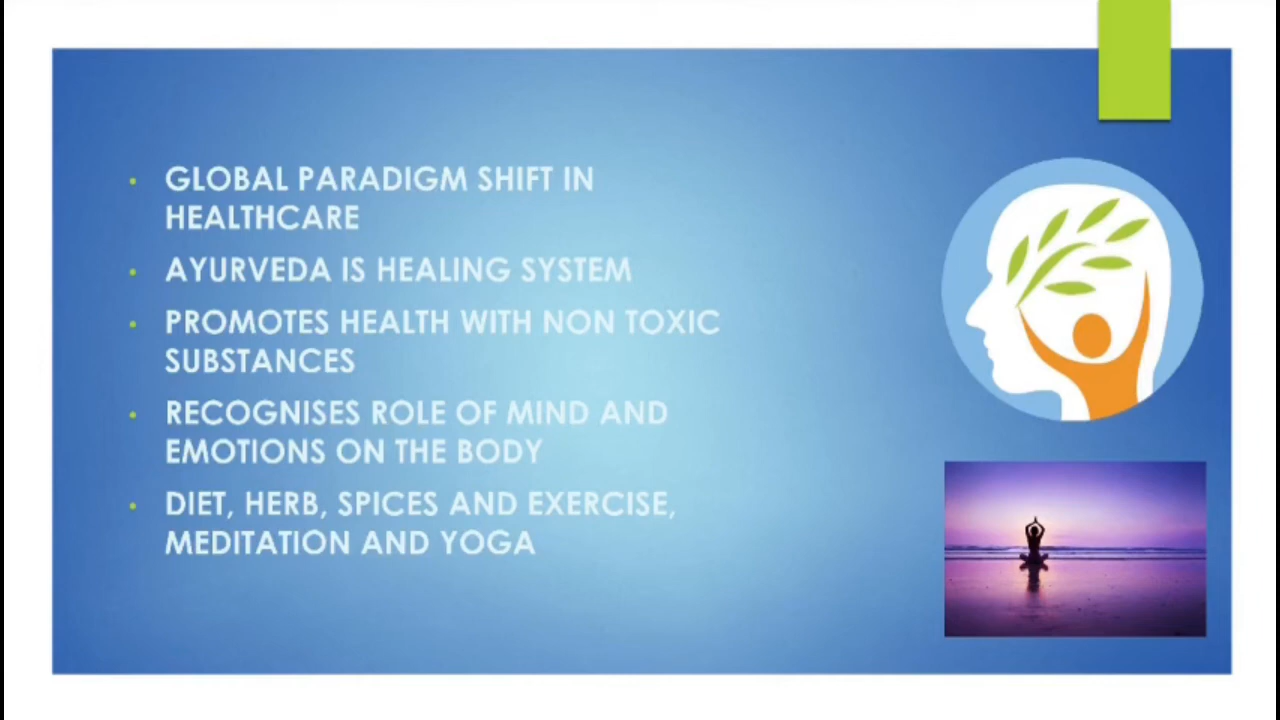 GLOBAL PARADIGM SHIFT IN
HEALTHCARE
AYURVEDA IS HEALING SYSTEM
PROMOTES HEALTH WITH NON TOXIC
SUBSTANCES
RECOGNISES ROLE OF MIND AND
EMOTIONS ON THE BODY
DIET, HERB, SPICES AND EXERCISE,
MEDITATION AND YOGA